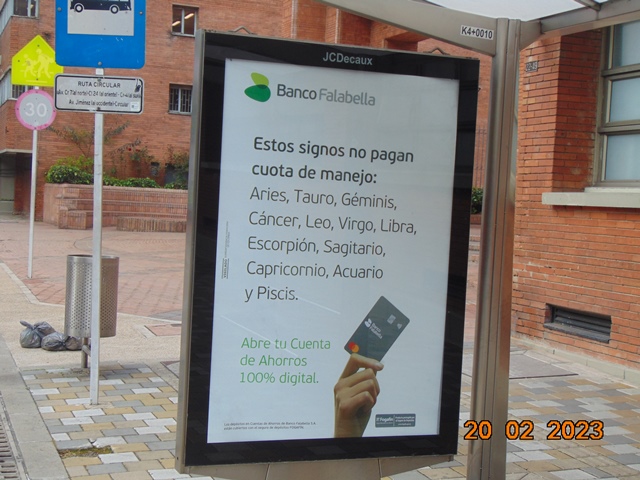 K4+0010
JCDecaux
RUTA CIRCULAR
30
Banco Falabella
Estos signos no pagan
cuota de manejo:
Aries, Tauro, Géminis,
Cáncer, Leo, Virgo, Libra,
Escorpión, Sagitario,
Capricornio, Acuario
y Piscis.
Abre tu Cuenta
de Ahorros
100% digital.
20 02 2023